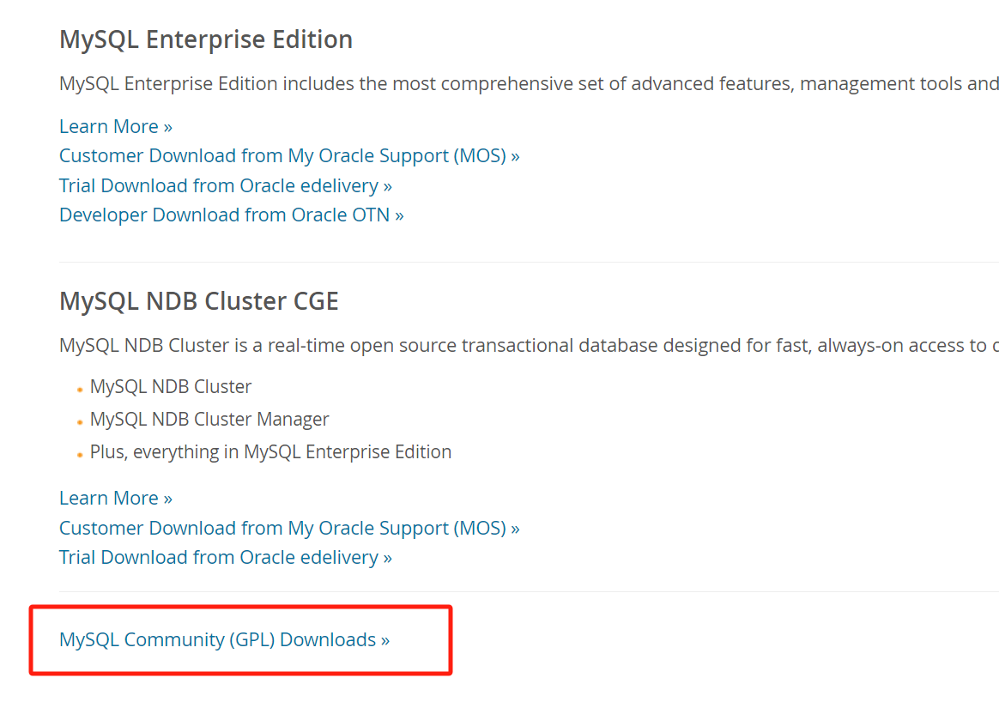 MySQL Enterprise Edition
MySQL Enterprise Edition includes the most comprehensive set of advanced features, management tools and
Learn More »
Customer Download from My Oracle Support (MOS) »
Trial Download from Oracle edelivery »
Developer Download from Oracle OTN »
MySQL NDB Cluster CGE
MySQL NDB Cluster is a real-time open source transactional database designed for fast, always-on access to
• MySQL NDB Cluster
• MySQL NDB Cluster Manager
• Plus, everything in MySQL Enterprise Edition
Learn More »
Customer Download from My Oracle Support (MOS) »
Trial Download from Oracle edelivery »
MySQL Community (GPL) Downloads »